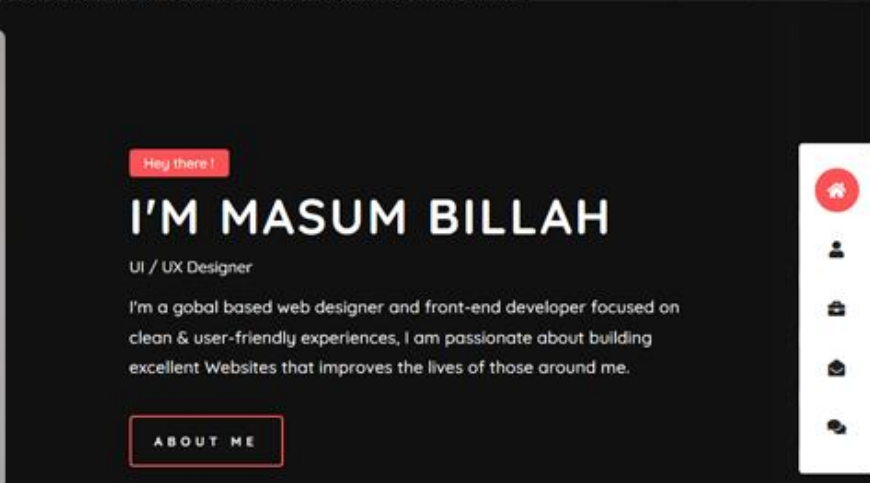 Hey there !
I'M MASUM BILLAH
UI / UX Designer
I'm a gobal based web designer and front-end developer focused on
clean & user-friendly experiences, I am passionate about building
excellent Websites that improves the lives of those around me.
ABOUT ME